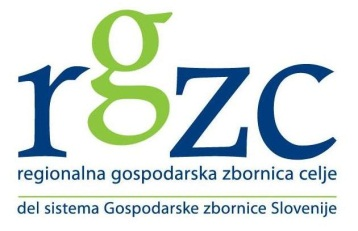 rgzc
regionalna gospodarska zbornica celje
del sistema Gospodarske zbornice Slovenije